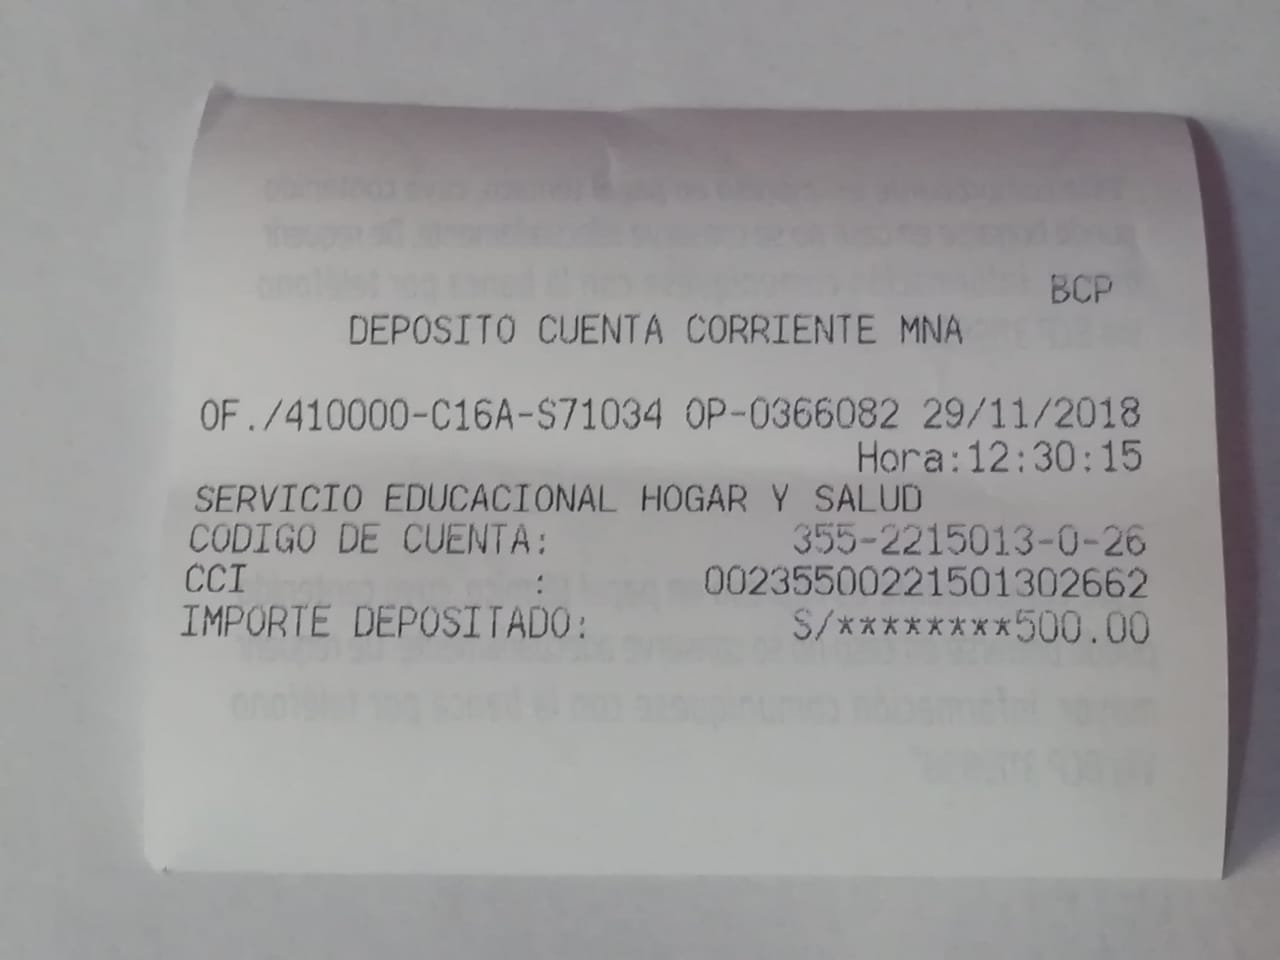 BCP
DEPOSITO CUENTA CORRIENTE MNA
OF./410000-C16A-S71034 OP-0366082 29/11/2018
Hora:12:30:15
SERVICIO EDUCACIONAL HOGAR Y SALUD
CODIGO DE CUENTA: 355-2215013-0-26
CCI : 00235500221501302662
IMPORTE DEPOSITADO: S/********500.00